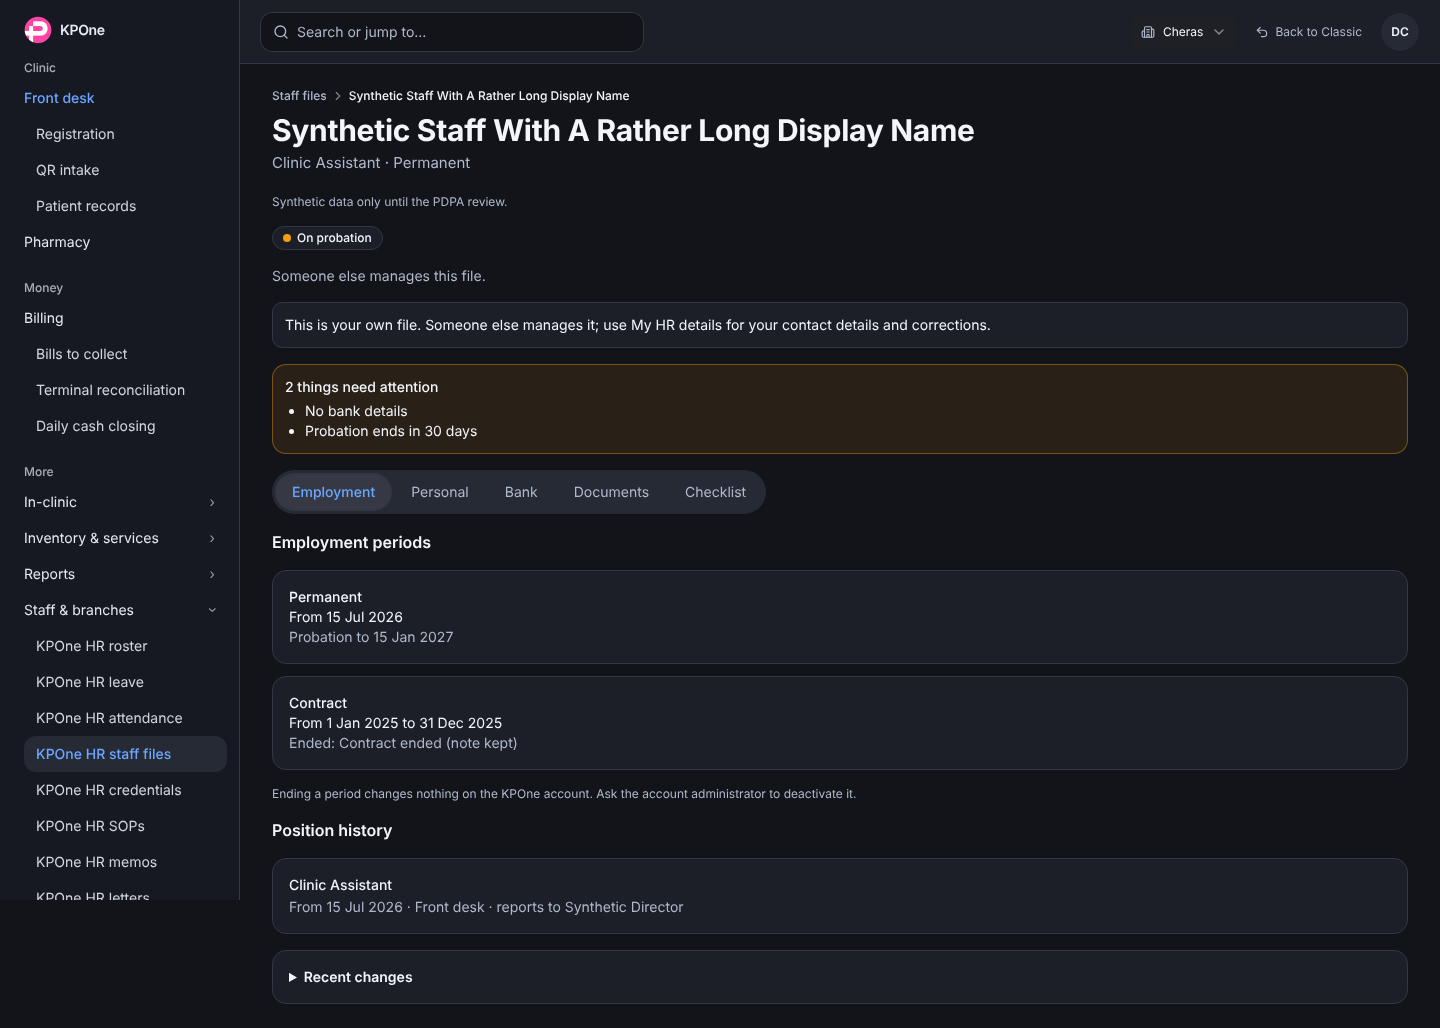 KPOne
Clinic
Front desk
Registration
QR intake
Patient records
Pharmacy
Money
Billing
Bills to collect
Terminal reconciliation
Daily cash closing
More
In-clinic
Inventory & services
Reports
Staff & branches
KPOne HR roster
KPOne HR leave
KPOne HR attendance
KPOne HR staff files
KPOne HR credentials
KPOne HR SOPs
KPOne HR memos
KPOne HR letters
Search or jump to...
Cheras
Back to Classic
DC
Staff files > Synthetic Staff With A Rather Long Display Name
Synthetic Staff With A Rather Long Display Name
Clinic Assistant · Permanent
Synthetic data only until the PDPA review.
On probation
Someone else manages this file.
This is your own file. Someone else manages it; use My HR details for your contact details and corrections.
2 things need attention
• No bank details
• Probation ends in 30 days
Employment
Personal
Bank
Documents
Checklist
Employment periods
Permanent
From 15 Jul 2026
Probation to 15 Jan 2027
Contract
From 1 Jan 2025 to 31 Dec 2025
Ended: Contract ended (note kept)
Ending a period changes nothing on the KPOne account. Ask the account administrator to deactivate it.
Position history
Clinic Assistant
From 15 Jul 2026 · Front desk · reports to Synthetic Director
Recent changes